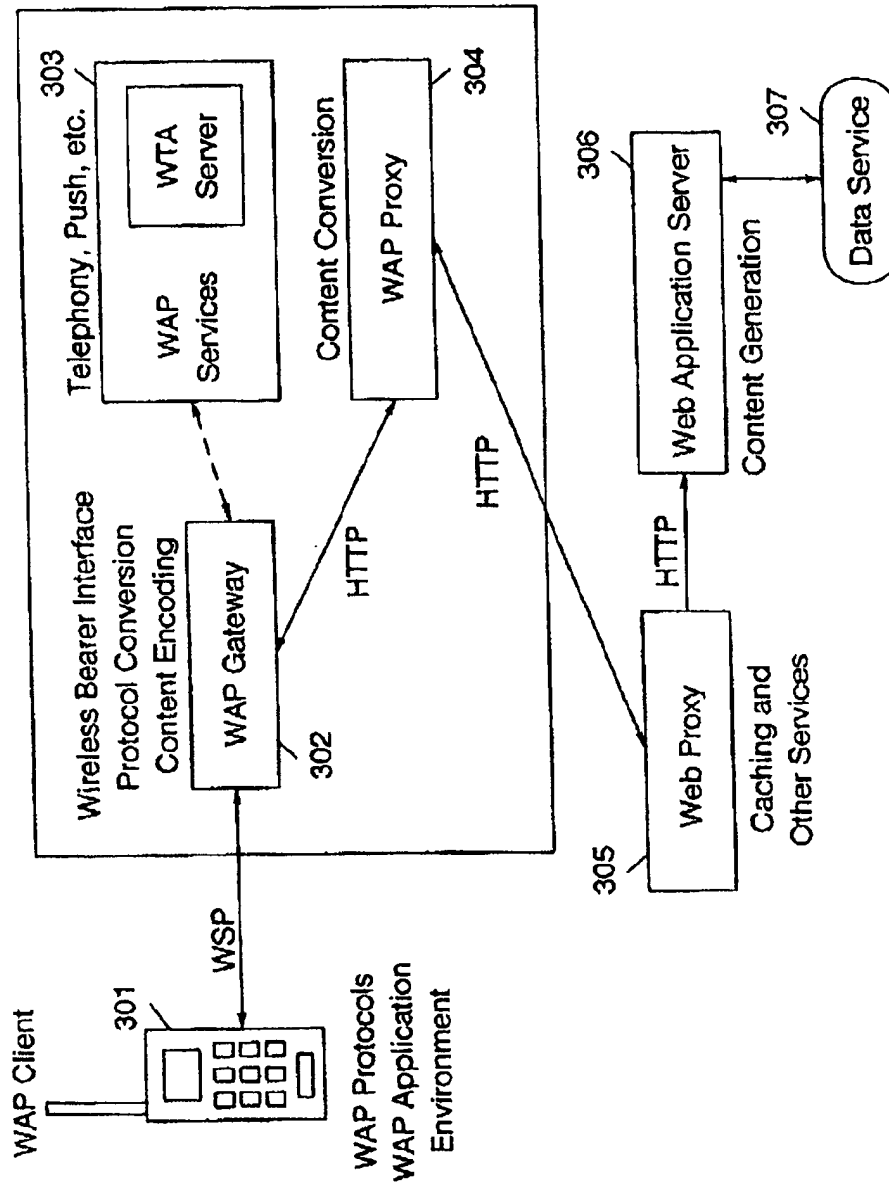 WAP Client
301
WAP Protocols
WAP Application
Environment
WSP
Wireless Bearer Interface
Protocol Conversion
Content Encoding
WAP Gateway
302
Telephony, Push, etc.
303
WAP
Services
WTA
Server
HTTP
Content Conversion
WAP Proxy
304
HTTP
305
Web Proxy
Caching and
Other Services
HTTP
306
Web Application Server
Content Generation
307
Data Service